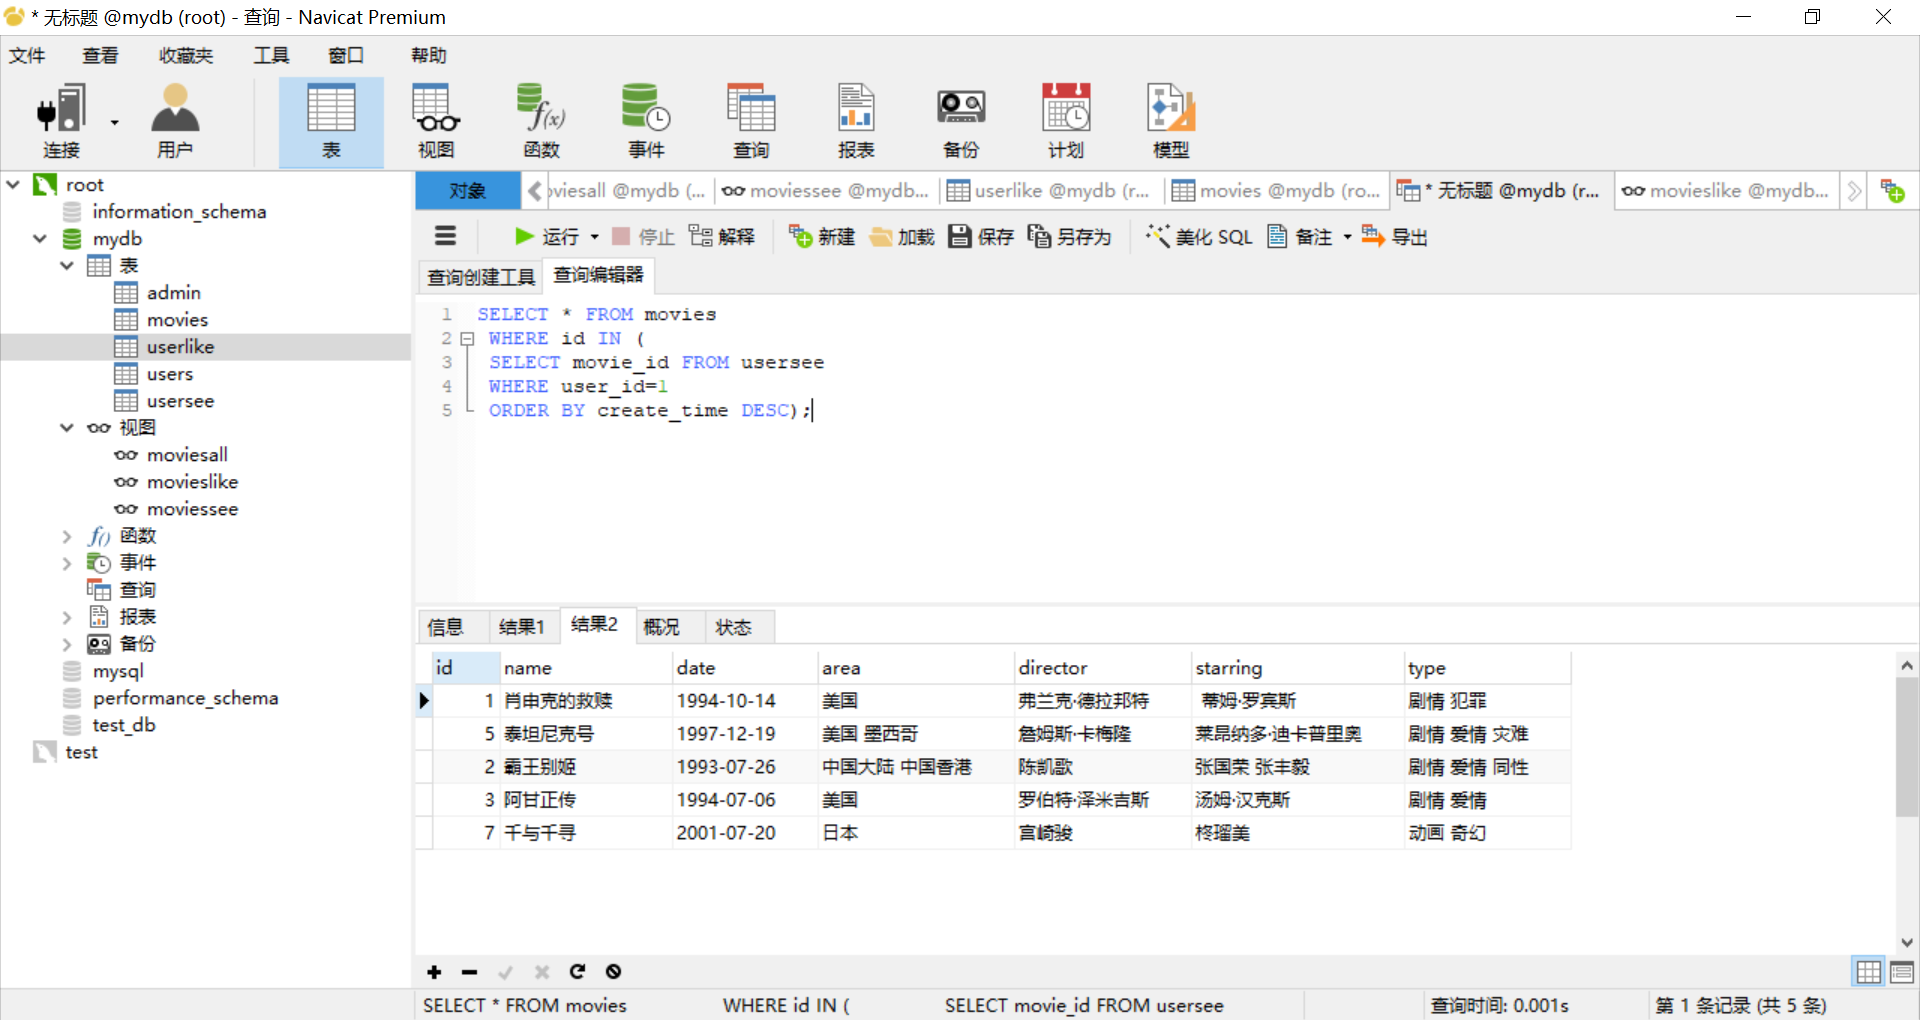 * 无标题 @mydb (root) - 查询 - Navicat Premium
文件 查看 收藏夹 工具 窗口 帮助
连接 用户 表 视图 函数 事件 查询 报表 备份 计划 模型
root
information_schema
mydb
表
admin
movies
userlike
users
usersee
视图
moviesall
movieslike
moviessee
函数
事件
查询
报表
备份
mysql
performance_schema
test_db
test
对象 oviesall @mydb (... moviessee @mydb... userlike @mydb (r... movies @mydb (ro... * 无标题 @mydb (r... movieslike @mydb...
运行 停止 解释 新建 加载 保存 另存为 美化 SQL 备注 导出
查询创建工具 查询编辑器
1 SELECT * FROM movies
2 WHERE id IN (
3 SELECT movie_id FROM usersee
4 WHERE user_id=1
5 ORDER BY create_time DESC);
信息 结果1 结果2 概况 状态
id name date area director starring type
1 肖申克的救赎 1994-10-14 美国 弗兰克·德拉邦特 蒂姆·罗宾斯 剧情 犯罪
5 泰坦尼克号 1997-12-19 美国 墨西哥 詹姆斯·卡梅隆 莱昂纳多·迪卡普里奥 剧情 爱情 灾难
2 霸王别姬 1993-07-26 中国大陆 中国香港 陈凯歌 张国荣 张丰毅 剧情 爱情 同性
3 阿甘正传 1994-07-06 美国 罗伯特·泽米吉斯 汤姆·汉克斯 剧情 爱情
7 千与千寻 2001-07-20 日本 宫崎骏 柊瑠美 动画 奇幻
SELECT * FROM movies WHERE id IN ( SELECT movie_id FROM usersee 查询时间: 0.001s 第 1 条记录 (共 5 条)